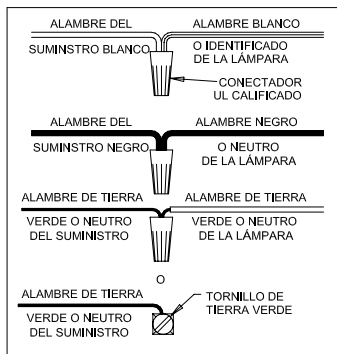 ALAMBRE DEL
SUMINSTRO BLANCO
ALAMBRE BLANCO
O IDENTIFICADO
DE LA LÁMPARA
CONECTADOR
UL CALIFICADO
ALAMBRE DEL
SUMINSTRO NEGRO
ALAMBRE NEGRO
O NEUTRO
DE LA LÁMPARA
ALAMBRE DE TIERRA
VERDE O NEUTRO
DEL SUMINISTRO
ALAMBRE DE TIERRA
VERDE O NEUTRO
DE LA LÁMPARA
O
ALAMBRE DE TIERRA
VERDE O NEUTRO
DEL SUMINISTRO
TORNILLO DE
TIERRA VERDE